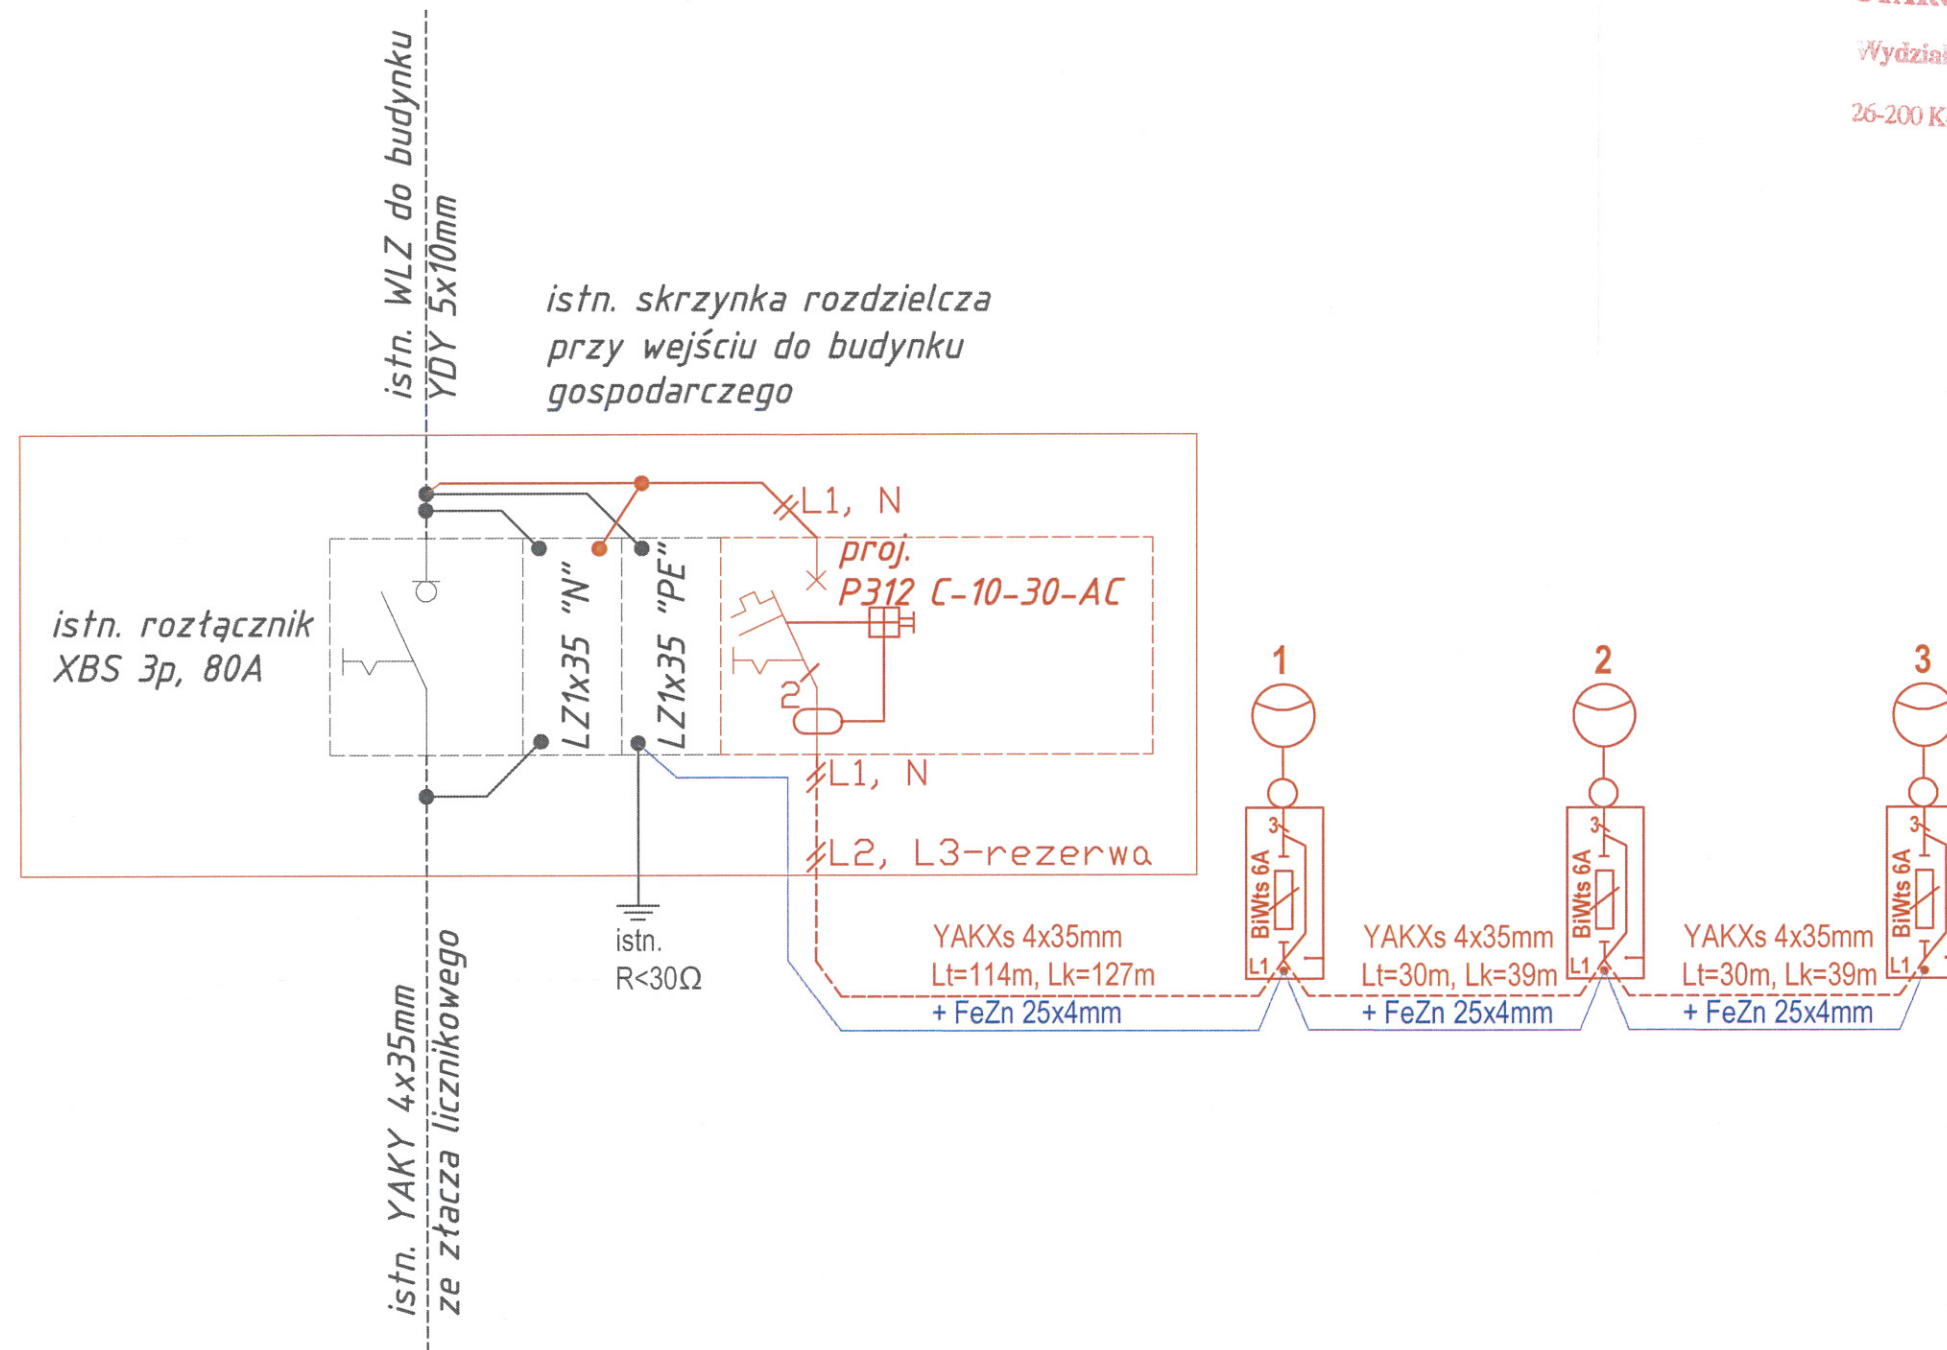 Wydział
26-200 K
istn. WLZ do budynku
YDY 5x10mm
istn. skrzynka rozdzielcza
przy wejściu do budynku
gospodarczego
L1, N
proj.
P312 C-10-30-AC
istn. rozłącznik
XBS 3p, 80A
LZ1x35 "N"
LZ1x35 "PE"
2
L1, N
L2, L3-rezerwa
istn.
R<30Ω
istn. YAKY 4x35mm
ze złacza licznikowego
YAKXs 4x35mm
Lt=114m, Lk=127m
+ FeZn 25x4mm
1
3
BiWts 6A
L1
YAKXs 4x35mm
Lt=30m, Lk=39m
+ FeZn 25x4mm
2
3
BiWts 6A
L1
YAKXs 4x35mm
Lt=30m, Lk=39m
+ FeZn 25x4mm
3
3
BiWts 6A
L1